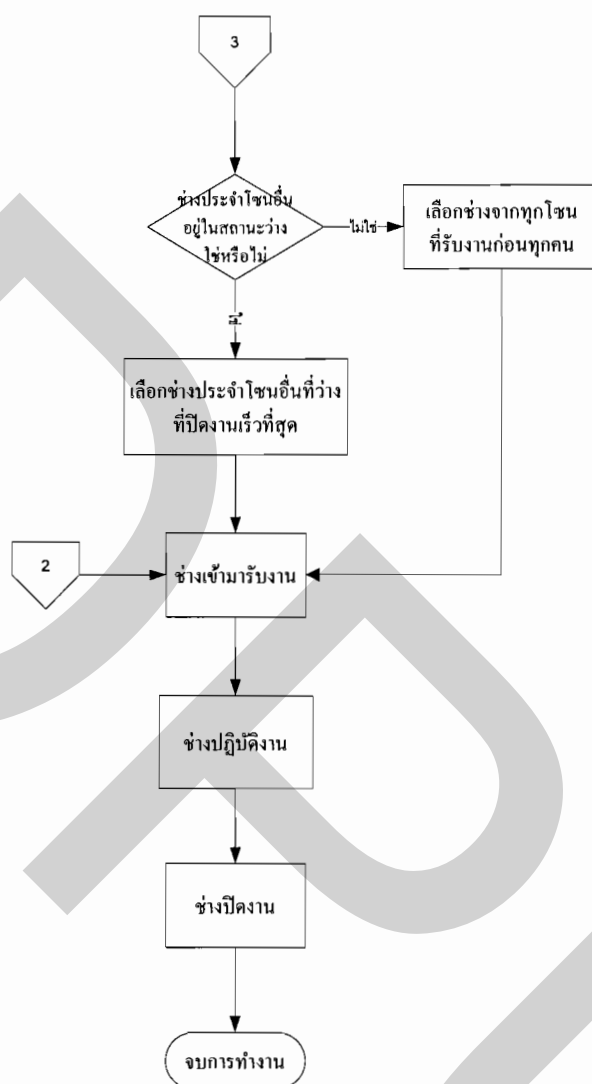 3
ช่างประจำโซนอื่น
อยู่ในสถานะว่าง
ใช่หรือไม่
ไม่ใช่
เลือกช่างจากทุกโซน
ที่รับงานก่อนทุกคน
ใช่
เลือกช่างประจำโซนอื่นที่ว่าง
ที่ปิดงานเร็วที่สุด
2
ช่างเข้ามารับงาน
ช่างปฏิบัติงาน
ช่างปิดงาน
จบการทำงาน